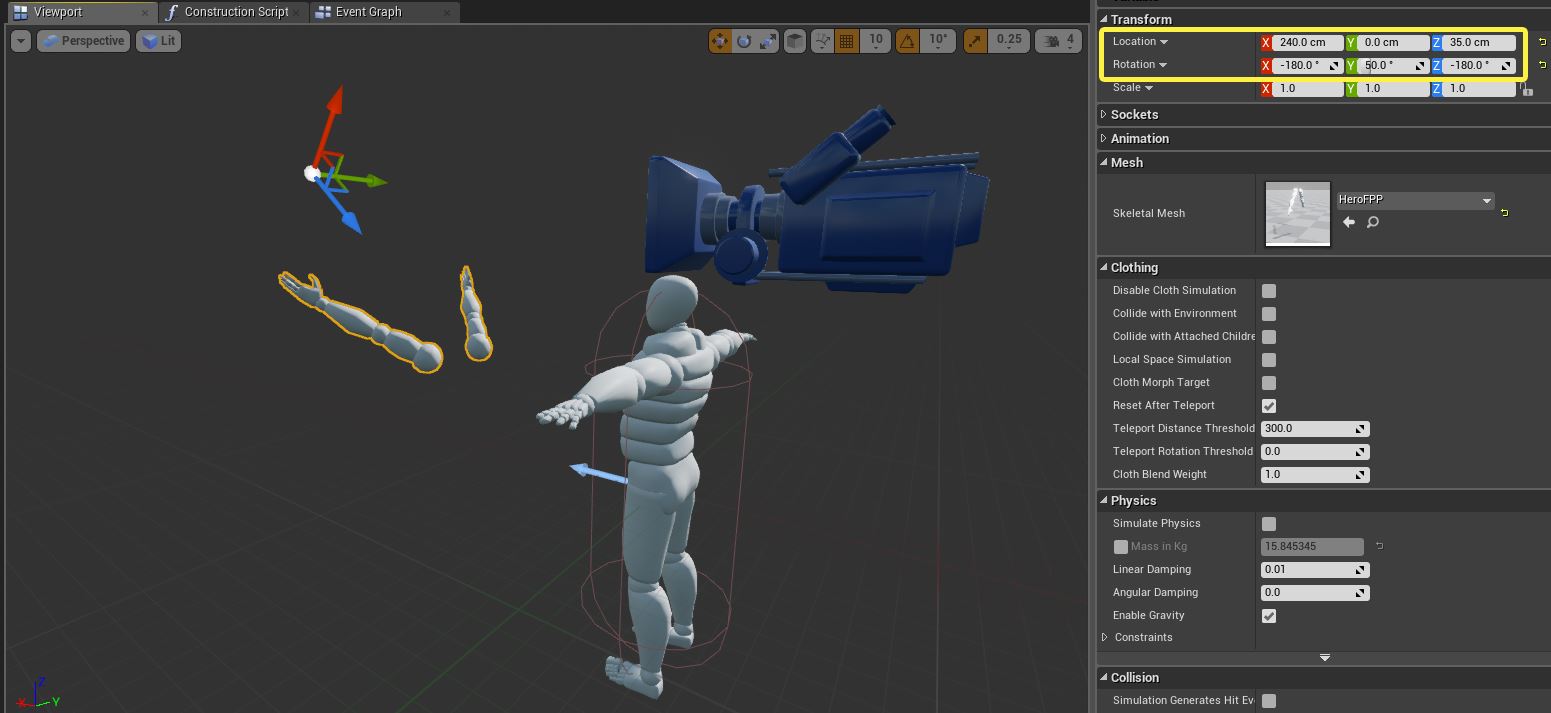 Viewport
Construction Script
Event Graph
Perspective
Lit
10
10°
0.25
4
X
Z
Y
Transform
Location X 240.0 cm Y 0.0 cm Z 35.0 cm
Rotation X -180.0 ° Y 50.0 ° Z -180.0 °
Scale X 1.0 Y 1.0 Z 1.0
Sockets
Animation
Mesh
Skeletal Mesh
HeroFPP
Clothing
Disable Cloth Simulation
Collide with Environment
Collide with Attached Childre
Local Space Simulation
Cloth Morph Target
Reset After Teleport
Teleport Distance Threshold 300.0
Teleport Rotation Threshold 0.0
Cloth Blend Weight 1.0
Physics
Simulate Physics
Mass in Kg 15.845345
Linear Damping 0.01
Angular Damping 0.0
Enable Gravity
Constraints
Collision
Simulation Generates Hit Ev